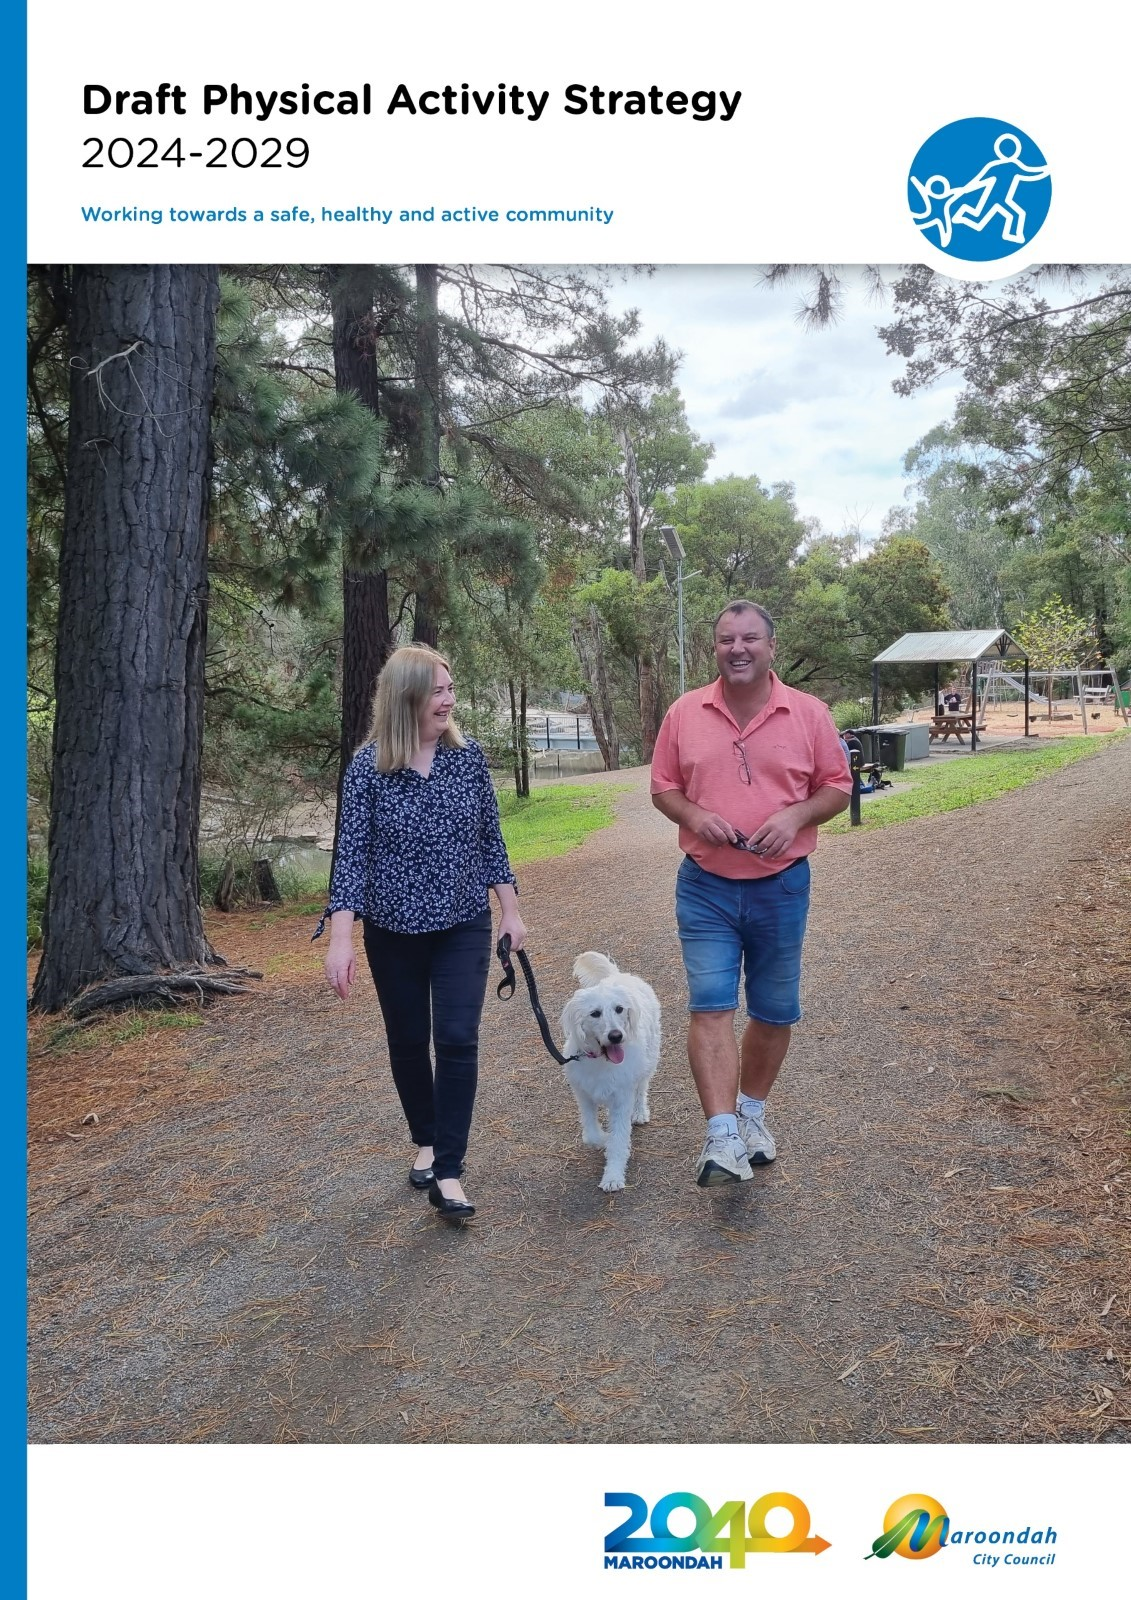 Draft Physical Activity Strategy
2024-2029
Working towards a safe, healthy and active community
2040
MAROONDAH
Maroondah
City Council